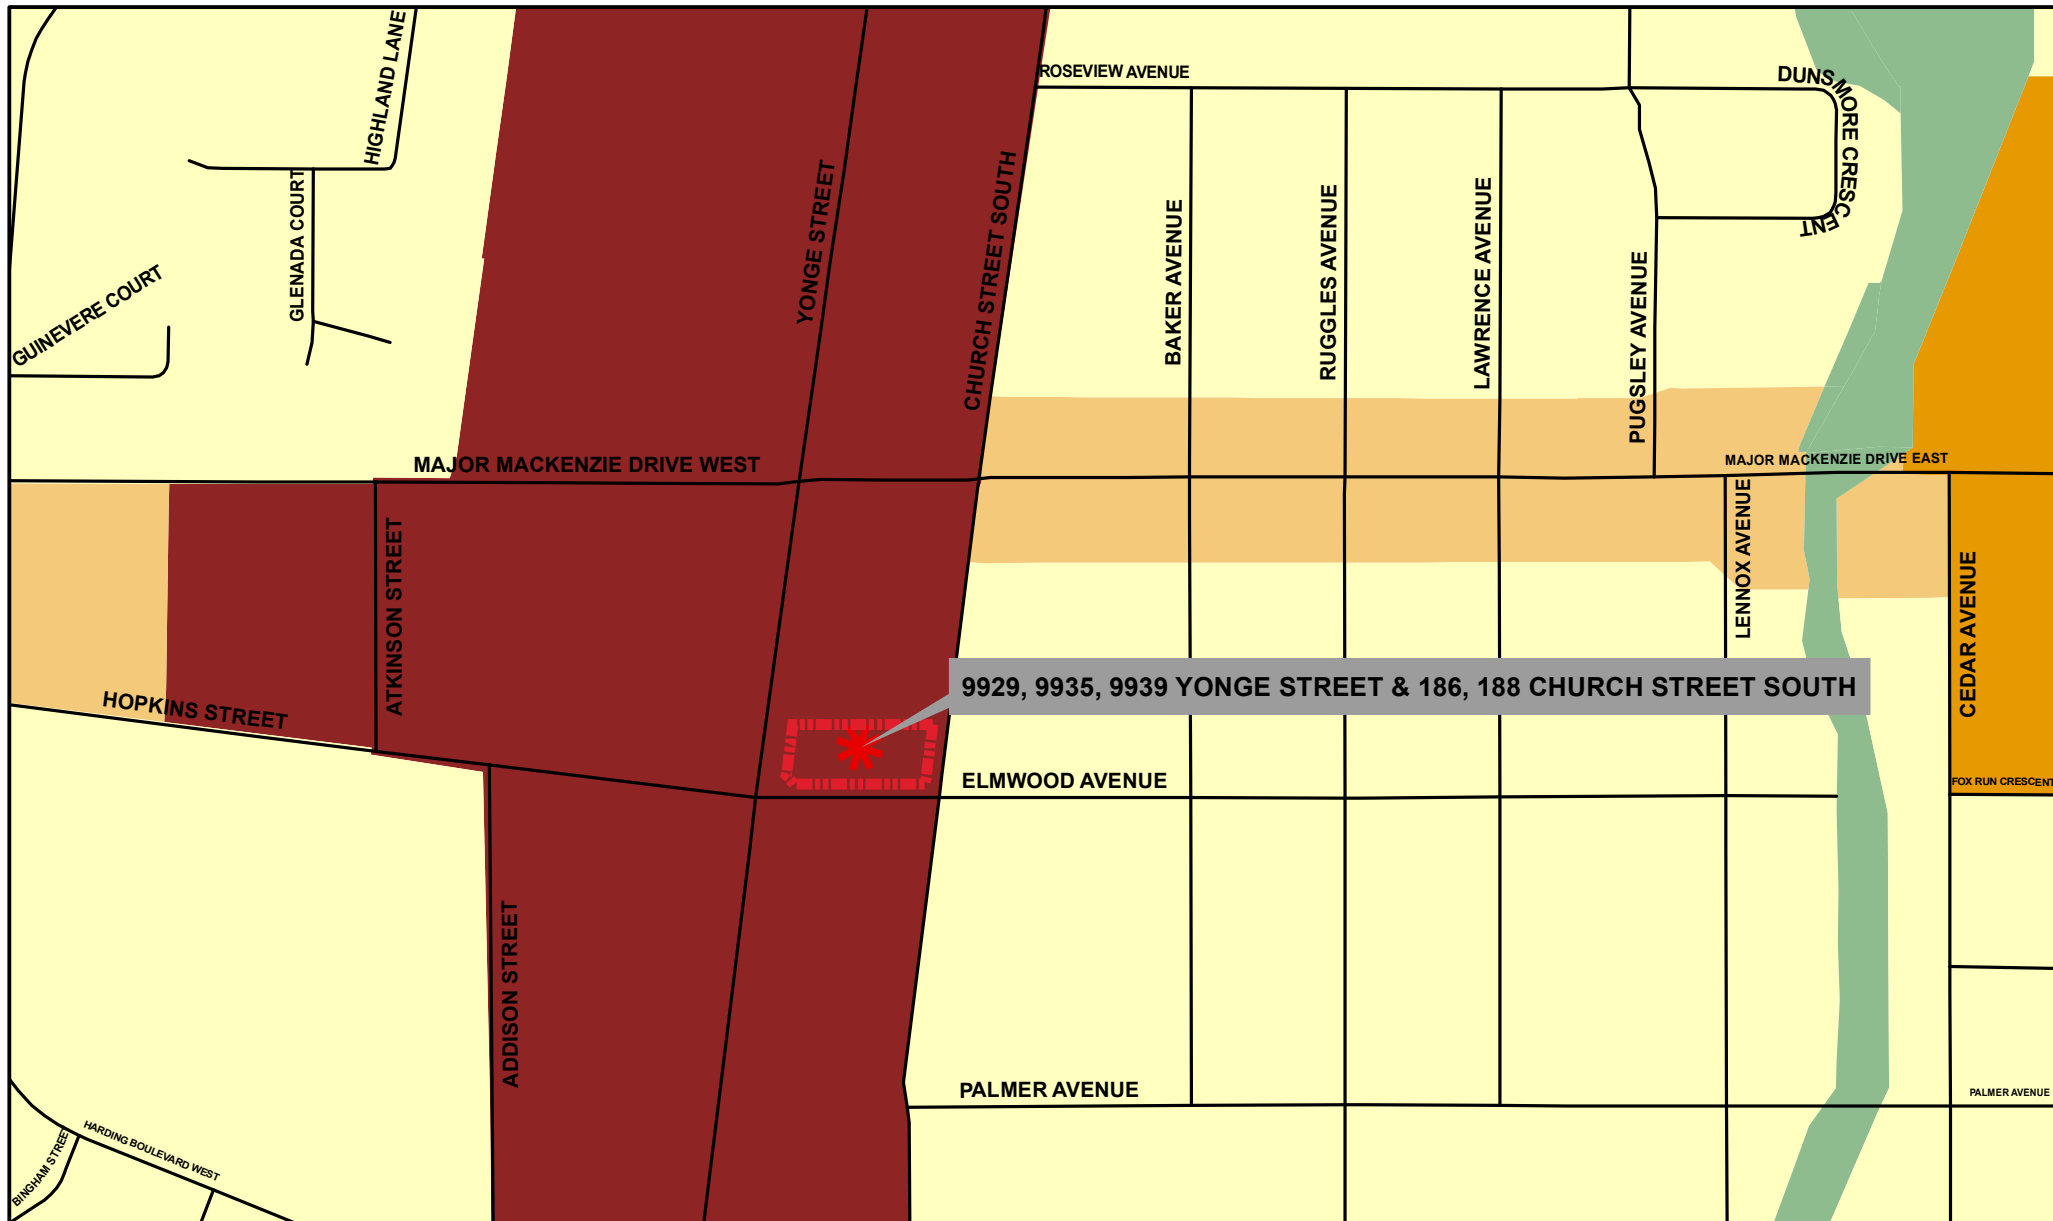 HIGHLAND LANE
ROSEVIEW AVENUE
DUNSMORE CRESCENT
GLENADA COURT
YONGE STREET
CHURCH STREET SOUTH
BAKER AVENUE
RUGGLES AVENUE
LAWRENCE AVENUE
PUGSLEY AVENUE
GUINEVERE COURT
MAJOR MACKENZIE DRIVE WEST
MAJOR MACKENZIE DRIVE EAST
ATKINSON STREET
LENNOX AVENUE
CEDAR AVENUE
HOPKINS STREET
9929, 9935, 9939 YONGE STREET & 186, 188 CHURCH STREET SOUTH
ELMWOOD AVENUE
FOX RUN CRESCENT
ADDISON STREET
PALMER AVENUE
PALMER AVENUE
HARDING BOULEVARD WEST
BINGHAM STREE